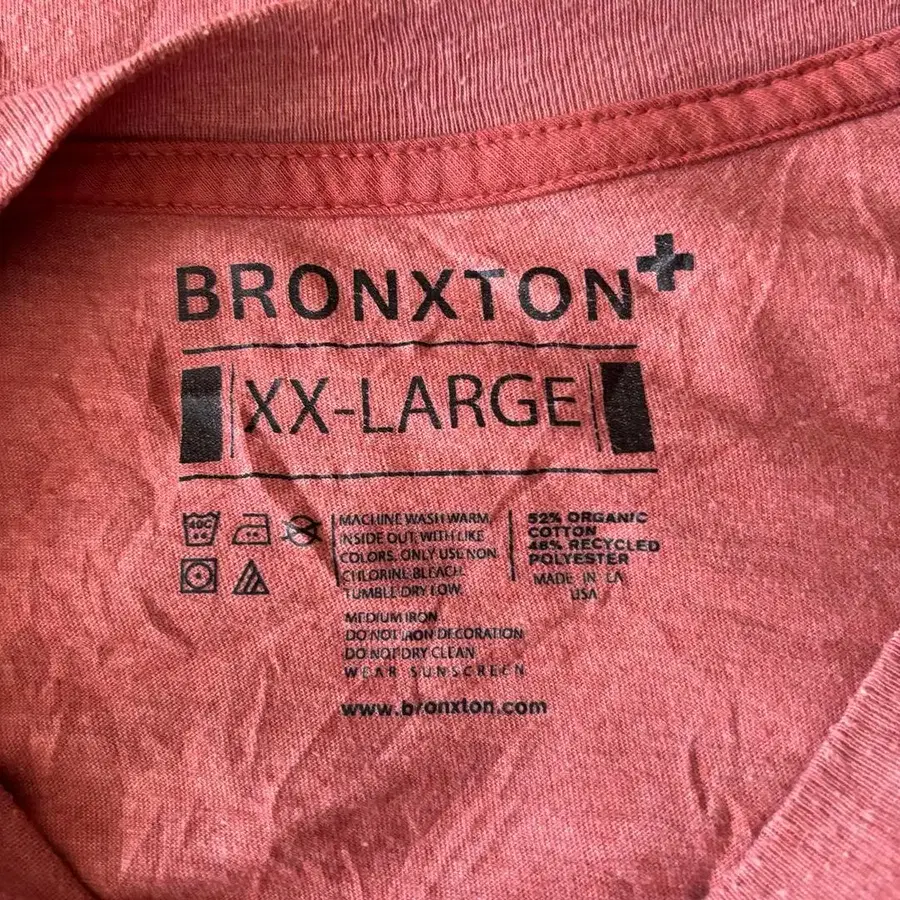 BRONXTON+
XX-LARGE
40C
MACHINE WASH WARM,
INSIDE OUT, WITH LIKE
COLORS. ONLY USE NON
CHLORINE BLEACH.
TUMBLE DRY LOW.
MEDIUM IRON
DO NOT IRON DECORATION
DO NOT DRY CLEAN
WEAR SUNSCREEN
52% ORGANIC
COTTON
48% RECYCLED
POLYESTER
MADE IN LA
USA
www.bronxton.com